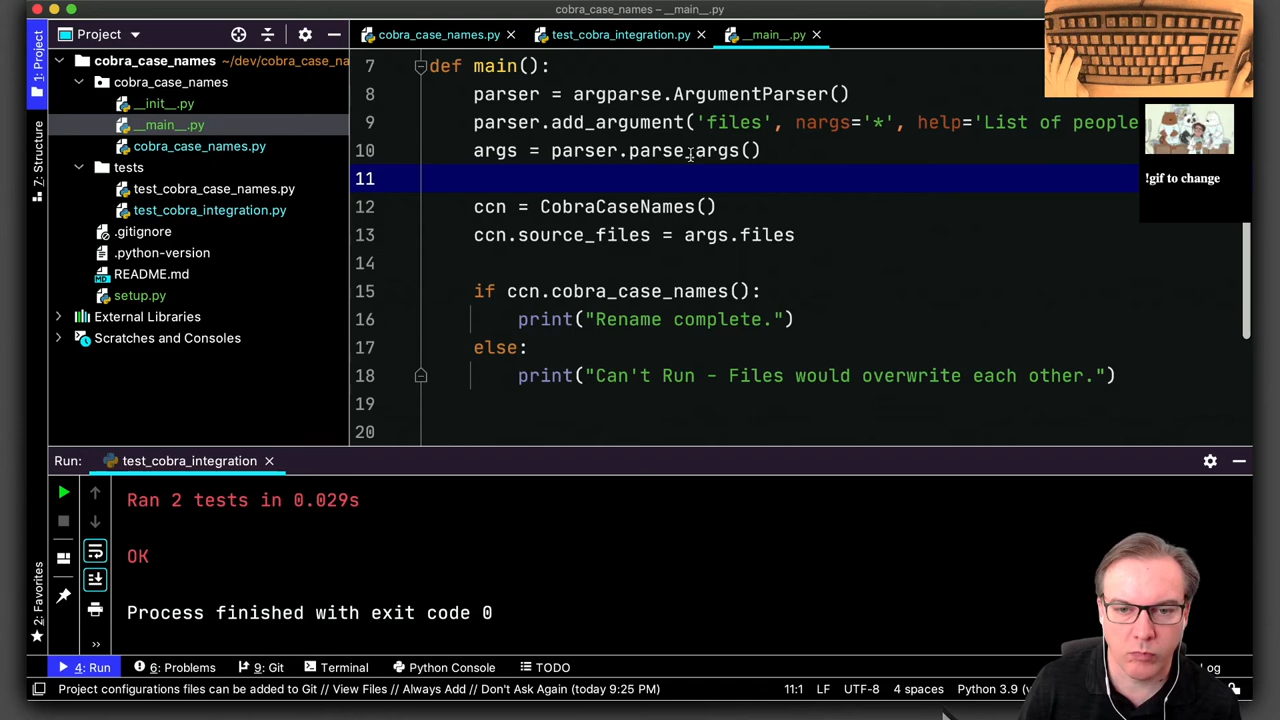 cobra_case_names – __main__.py
Project
cobra_case_names.py
test_cobra_integration.py
__main__.py
1: Project
7: Structure
2: Favorites
cobra_case_names ~/dev/cobra_case_na
cobra_case_names
__init__.py
__main__.py
cobra_case_names.py
tests
test_cobra_case_names.py
test_cobra_integration.py
.gitignore
.python-version
README.md
setup.py
External Libraries
Scratches and Consoles
7 def main():
8 parser = argparse.ArgumentParser()
9 parser.add_argument('files', nargs='*', help='List of people
10 args = parser.parse_args()
11
12 ccn = CobraCaseNames()
13 ccn.source_files = args.files
14
15 if ccn.cobra_case_names():
16 print("Rename complete.")
17 else:
18 print("Can't Run - Files would overwrite each other.")
19
20
!gif to change
Run: test_cobra_integration
Ran 2 tests in 0.029s
OK
Process finished with exit code 0
4: Run 6: Problems 9: Git Terminal Python Console TODO Log
Project configurations files can be added to Git // View Files // Always Add // Don't Ask Again (today 9:25 PM) 11:1 LF UTF-8 4 spaces Python 3.9